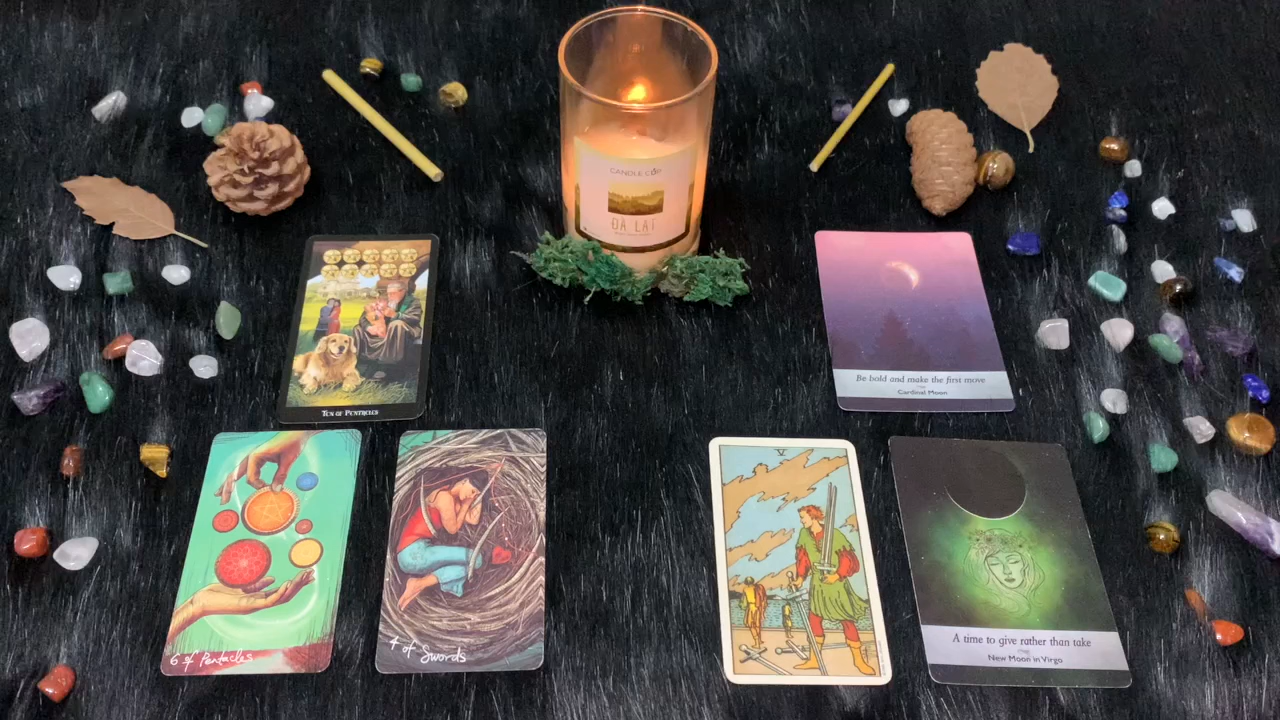 CANDLE CUP
ĐÀ LẠT
TEN OF PENTACLES
Be bold and make the first move
Cardinal Moon
6 of Pentacles
4 of Swords
V
A time to give rather than take
New Moon in Virgo